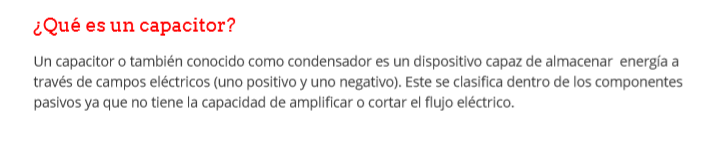 ¿Qué es un capacitor?
Un capacitor o también conocido como condensador es un dispositivo capaz de almacenar energía a
través de campos eléctricos (uno positivo y uno negativo). Este se clasifica dentro de los componentes
pasivos ya que no tiene la capacidad de amplificar o cortar el flujo eléctrico.